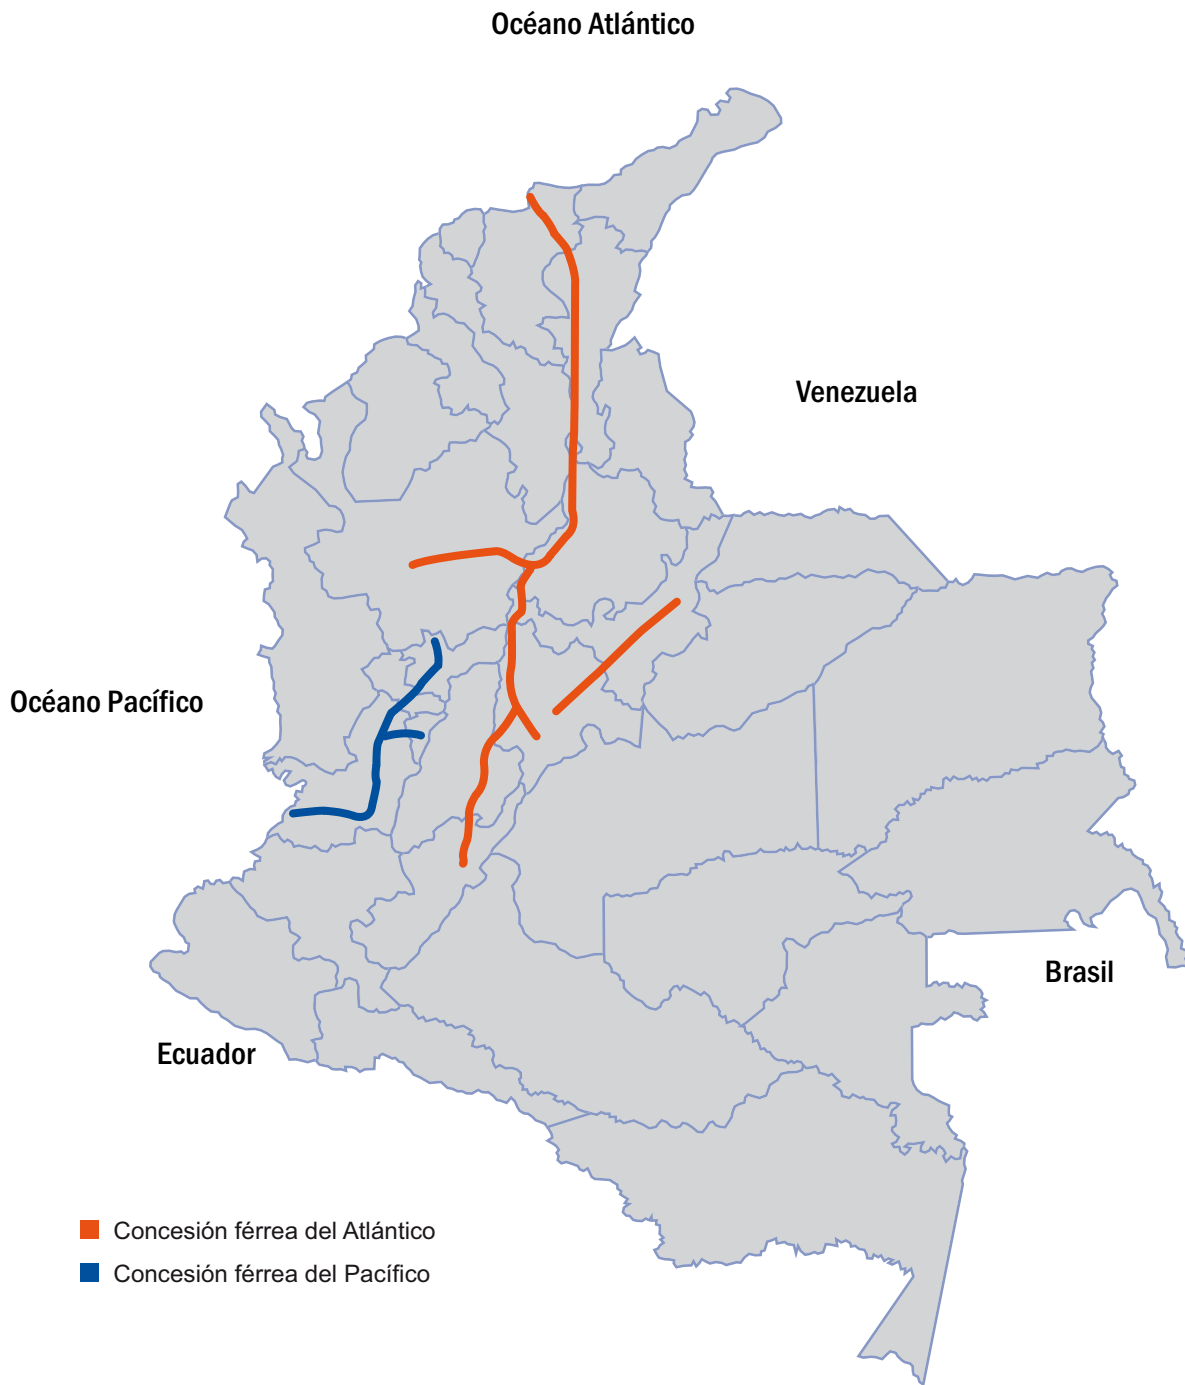 Océano Atlántico
Venezuela
Océano Pacífico
Brasil
Ecuador
Concesión férrea del Atlántico
Concesión férrea del Pacífico